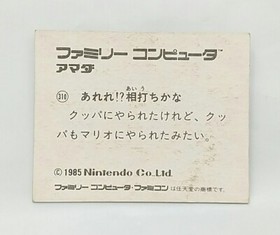 ファミリー コンピュータ™
アマダ
310 あれれ!?相打ちかな
あいう
クッパにやられたけれど、クッ
パもマリオにやられたみたい。
© 1985 Nintendo Co., Ltd.
ファミリー コンピュータ・ファミコン は任天堂の商標です.